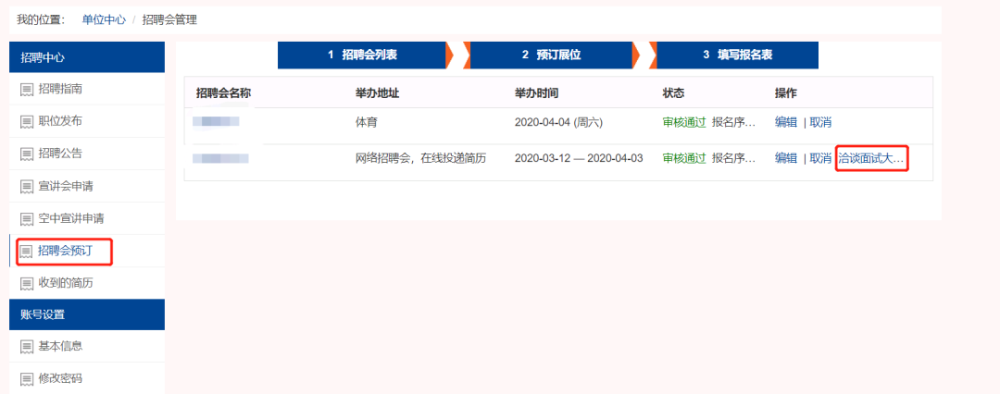 我的位置： 单位中心 / 招聘会管理
招聘中心
招聘指南
职位发布
招聘公告
宣讲会申请
空中宣讲申请
招聘会预订
收到的简历
账号设置
基本信息
修改密码
1 招聘会列表 2 预订展位 3 填写报名表
招聘会名称 举办地址 举办时间 状态 操作
体育 2020-04-04 (周六) 审核通过 报名序... 编辑 | 取消
网络招聘会，在线投递简历 2020-03-12 — 2020-04-03 审核通过 报名序... 编辑 | 取消 洽谈面试大...